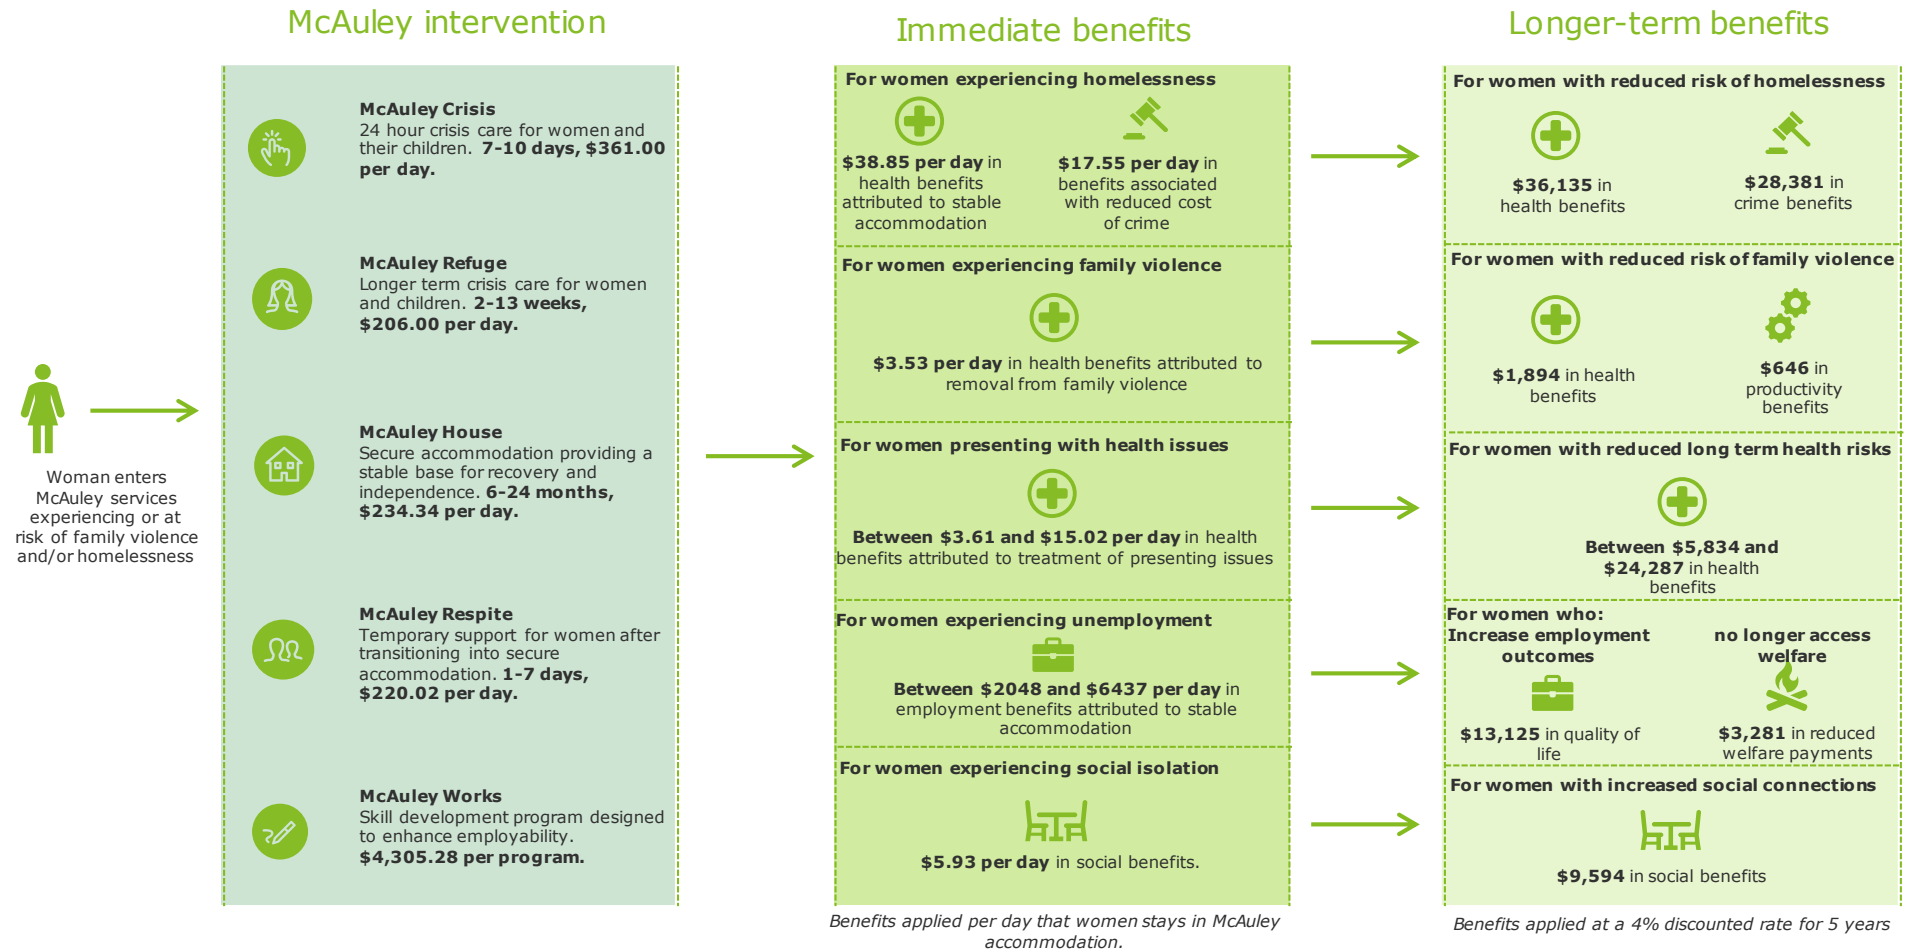 McAuley intervention
Immediate benefits
Longer-term benefits
Woman enters
McAuley services
experiencing or at
risk of family violence
and/or homelessness
McAuley Crisis
24 hour crisis care for women and
their children. 7-10 days, $361.00
per day.
McAuley Refuge
Longer term crisis care for women
and children. 2-13 weeks,
$206.00 per day.
McAuley House
Secure accommodation providing a
stable base for recovery and
independence. 6-24 months,
$234.34 per day.
McAuley Respite
Temporary support for women after
transitioning into secure
accommodation. 1-7 days,
$220.02 per day.
McAuley Works
Skill development program designed
to enhance employability.
$4,305.28 per program.
For women experiencing homelessness
$38.85 per day in
health benefits
attributed to stable
accommodation
$17.55 per day in
benefits associated
with reduced cost
of crime
For women experiencing family violence
$3.53 per day in health benefits attributed to
removal from family violence
For women presenting with health issues
Between $3.61 and $15.02 per day in health
benefits attributed to treatment of presenting issues
For women experiencing unemployment
Between $2048 and $6437 per day in
employment benefits attributed to stable
accommodation
For women experiencing social isolation
$5.93 per day in social benefits.
Benefits applied per day that women stays in McAuley
accommodation.
For women with reduced risk of homelessness
$36,135 in
health benefits
$28,381 in
crime benefits
For women with reduced risk of family violence
$1,894 in health
benefits
$646 in
productivity
benefits
For women with reduced long term health risks
Between $5,834 and
$24,287 in health
benefits
For women who:
Increase employment
outcomes
no longer access
welfare
$13,125 in quality of
life
$3,281 in reduced
welfare payments
For women with increased social connections
$9,594 in social benefits
Benefits applied at a 4% discounted rate for 5 years